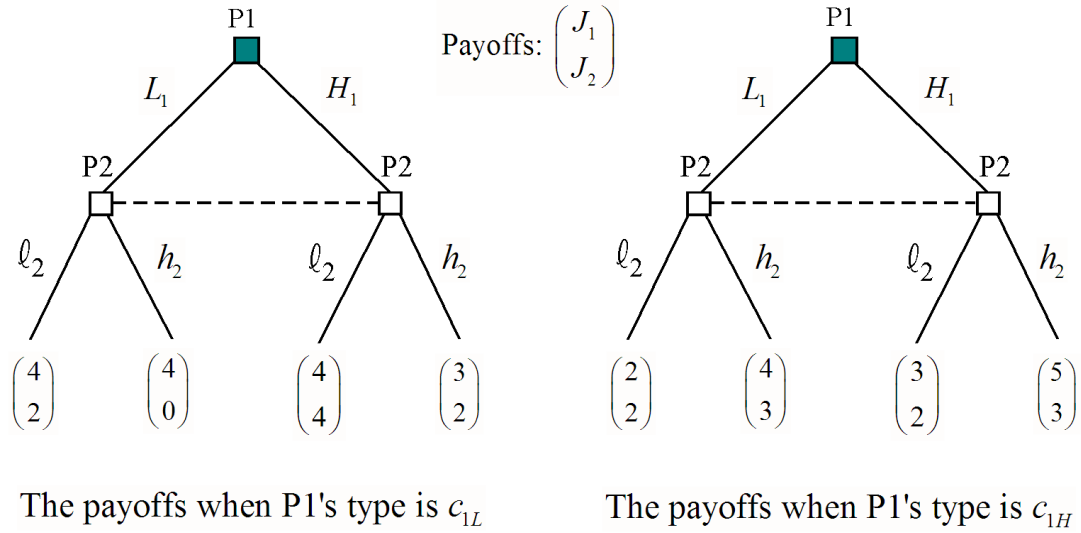 P1 Payoffs: (J₁ J₂) P1
L₁ H₁ L₁ H₁
P2 P2 P2 P2
ℓ₂ h₂ ℓ₂ h₂ ℓ₂ h₂ ℓ₂ h₂
4 4 4 3 2 4 3 5
2 0 4 2 2 3 2 3
The payoffs when P1's type is c₁L The payoffs when P1's type is c₁H